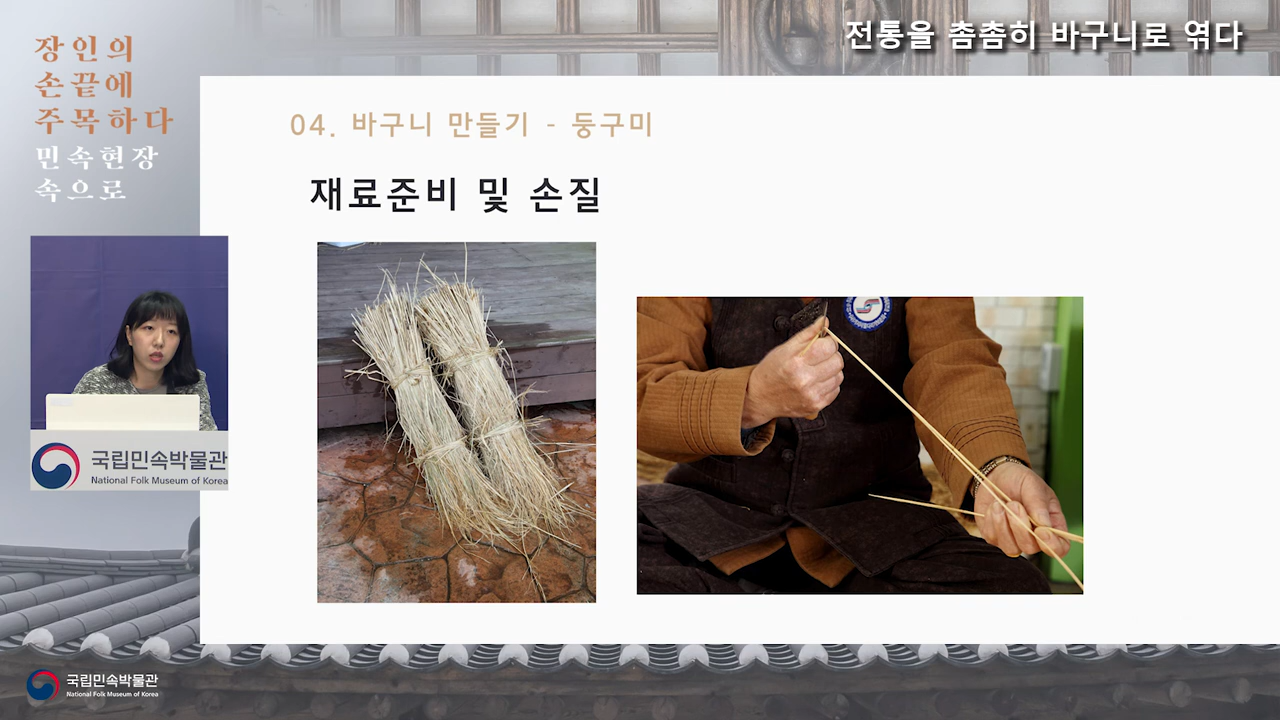 전통을 촘촘히 바구니로 엮다
장인의
손끝에
주목하다
민속현장
속으로
04. 바구니 만들기 - 둥구미
재료준비 및 손질
국립민속박물관
National Folk Museum of Korea
국립민속박물관
National Folk Museum of Korea